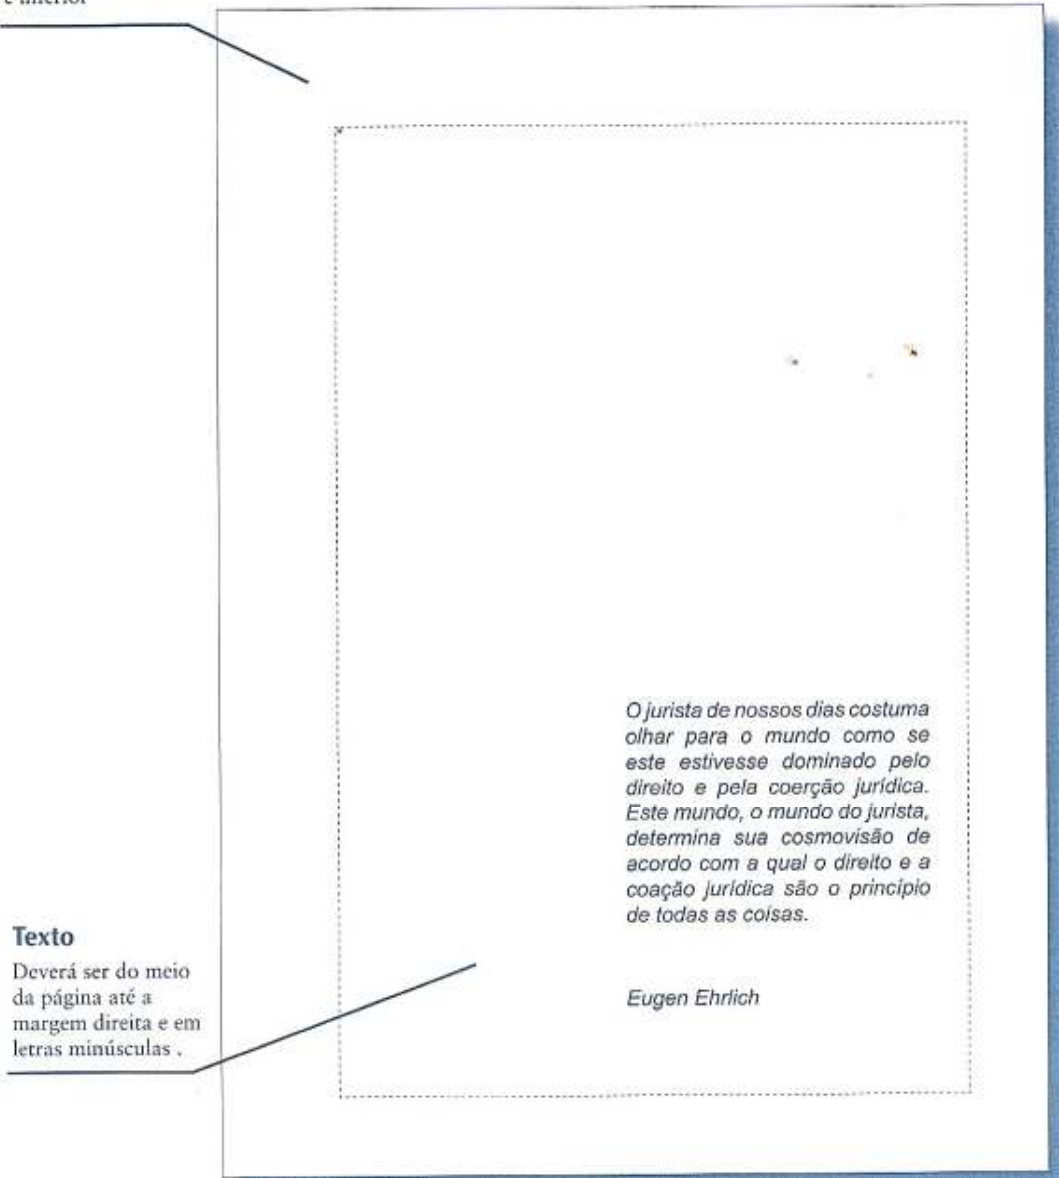 e inferior
O jurista de nossos dias costuma
olhar para o mundo como se
este estivesse dominado pelo
direito e pela coerção jurídica.
Este mundo, o mundo do jurista,
determina sua cosmovisão de
acordo com a qual o direito e a
coação jurídica são o princípio
de todas as coisas.
Eugen Ehrlich
Texto
Deverá ser do meio
da página até a
margem direita e em
letras minúsculas .